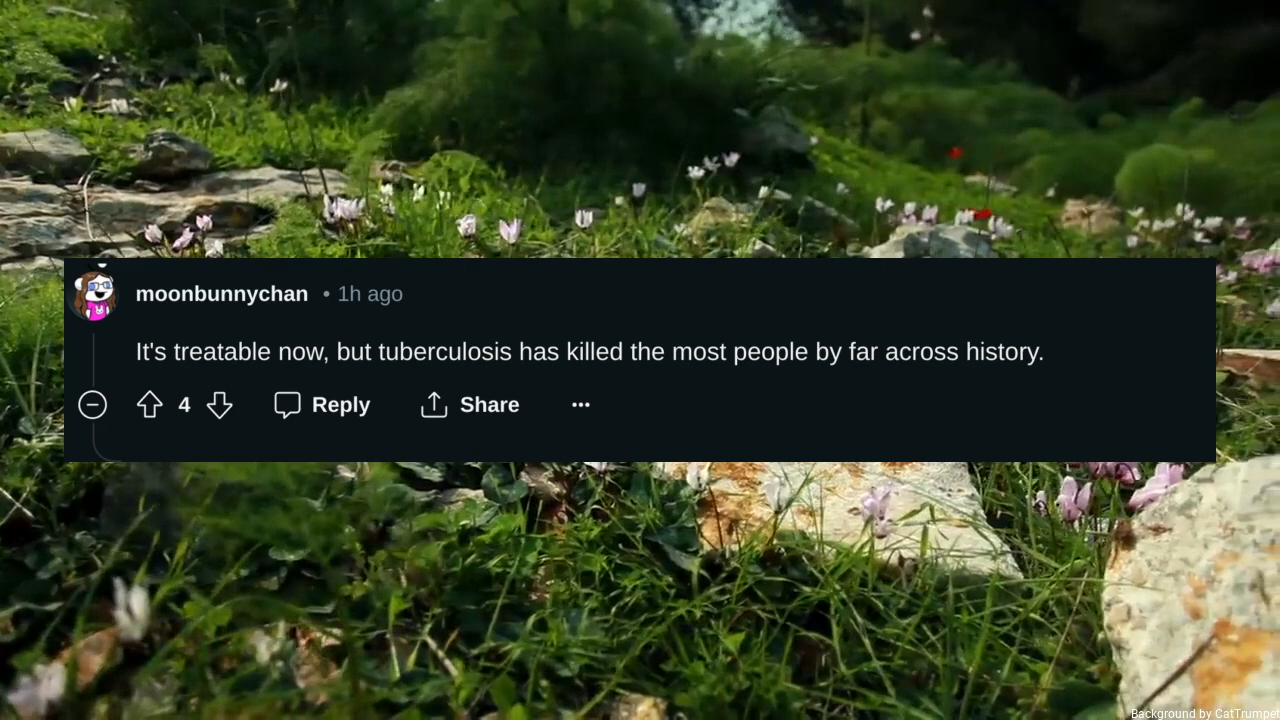 moonbunnychan • 1h ago
It's treatable now, but tuberculosis has killed the most people by far across history.
4 Reply Share ···
Background by CatTrumpet